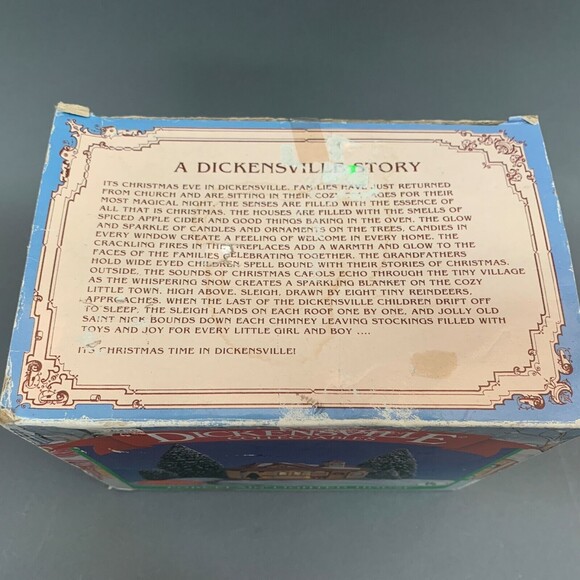 A DICKENSVILLE STORY
ITS CHRISTMAS EVE IN DICKENSVILLE. FAMILIES HAVE JUST RETURNED
FROM CHURCH AND ARE SITTING IN THEIR COZY FOR THEIR
MOST MAGICAL NIGHT. THE SENSES ARE FILLED WITH THE ESSENCE OF
ALL THAT IS CHRISTMAS. THE HOUSES ARE FILLED WITH THE SMELLS OF
SPICED APPLE CIDER AND GOOD THINGS BAKING IN THE OVEN. THE GLOW
AND SPARKLE OF CANDLES AND ORNAMENTS ON THE TREES. CANDIES IN
EVERY WINDOW CREATE A FEELING OF WELCOME IN EVERY HOME. THE
CRACKLING FIRES IN THE FIREPLACES ADD A WARMTH AND GLOW TO THE
FACES OF THE FAMILIES CELEBRATING TOGETHER, THE GRANDFATHERS
HOLD WIDE EYED CHILDREN SPELL BOUND WITH THEIR STORIES OF CHRISTMAS.
OUTSIDE, THE SOUNDS OF CHRISTMAS CAROLS ECHO THROUGH THE TINY VILLAGE
AS THE WHISPERING SNOW CREATES A SPARKLING BLANKET ON THE COZY
LITTLE TOWN. HIGH ABOVE, SLEIGH, DRAWN BY EIGHT TINY REINDEERS,
APPROACHES. WHEN THE LAST OF THE DICKENSVILLE CHILDREN DRIFT OFF
TO SLEEP, THE SLEIGH LANDS ON EACH ROOF ONE BY ONE, AND JOLLY OLD
SAINT NICK BOUNDS DOWN EACH CHIMNEY LEAVING STOCKINGS FILLED WITH
TOYS AND JOY FOR EVERY LITTLE GIRL AND BOY ....
ITS CHRISTMAS TIME IN DICKENSVILLE!
DICKENSVILLE